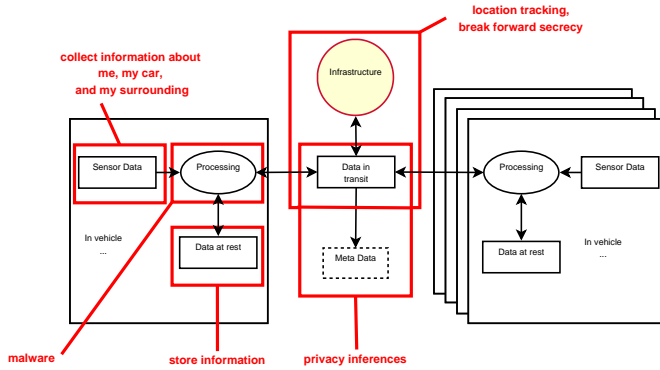 location tracking,
break forward secrecy
collect information about
me, my car,
and my surrounding
Infrastructure
Sensor Data
Processing
Data in
transit
Processing
Sensor Data
In vehicle
...
Data at rest
Meta Data
Data at rest
In vehicle
...
malware
store information
privacy inferences